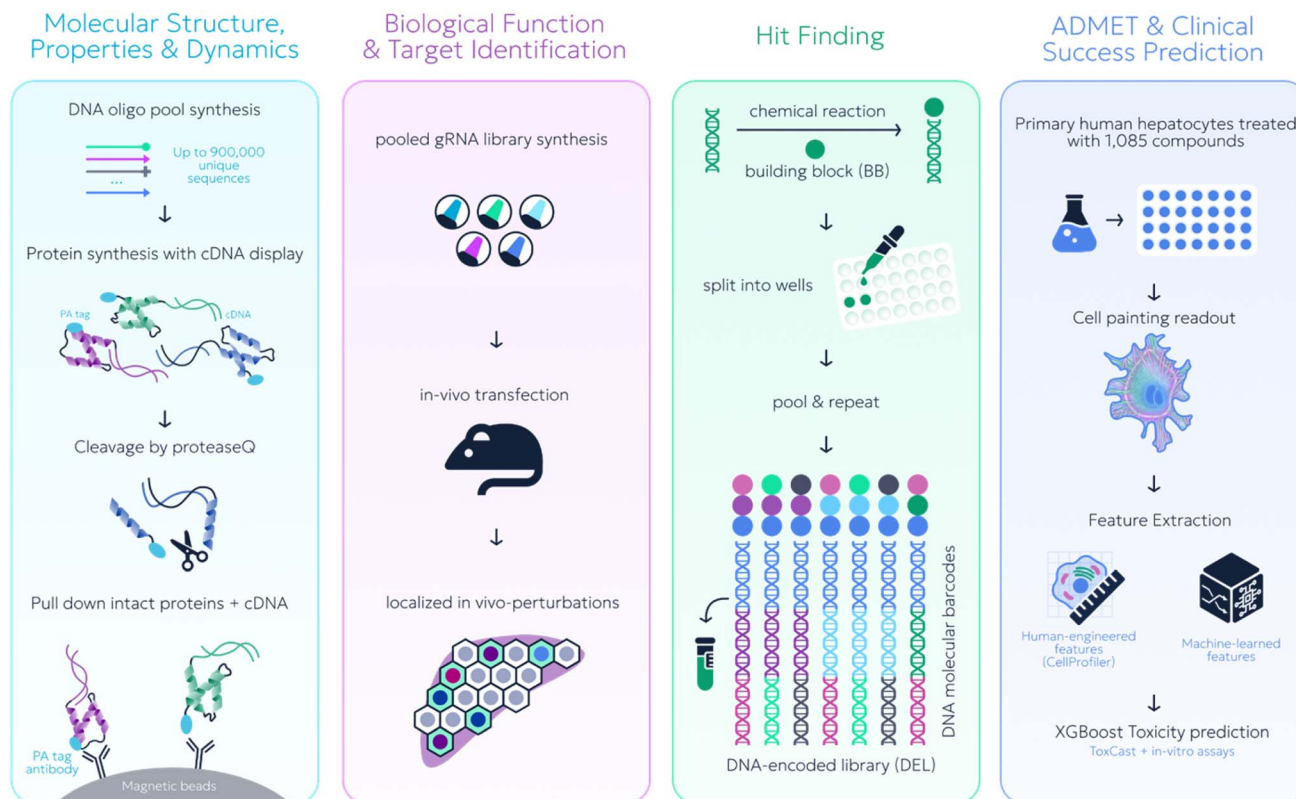 Molecular Structure,
Properties & Dynamics
DNA oligo pool synthesis
Up to 900,000
unique
sequences
...
Protein synthesis with cDNA display
PA tag
cDNA
Cleavage by proteaseQ
Pull down intact proteins + cDNA
PA tag
antibody
Magnetic beads
Biological Function
& Target Identification
pooled gRNA library synthesis
in-vivo transfection
localized in vivo-perturbations
Hit Finding
chemical reaction
building block (BB)
split into wells
pool & repeat
DNA molecular barcodes
DNA-encoded library (DEL)
ADMET & Clinical
Success Prediction
Primary human hepatocytes treated
with 1,085 compounds
Cell painting readout
Feature Extraction
Human-engineered
features
(CellProfiler)
Machine-learned
features
XGBoost Toxicity prediction
ToxCast + in-vitro assays